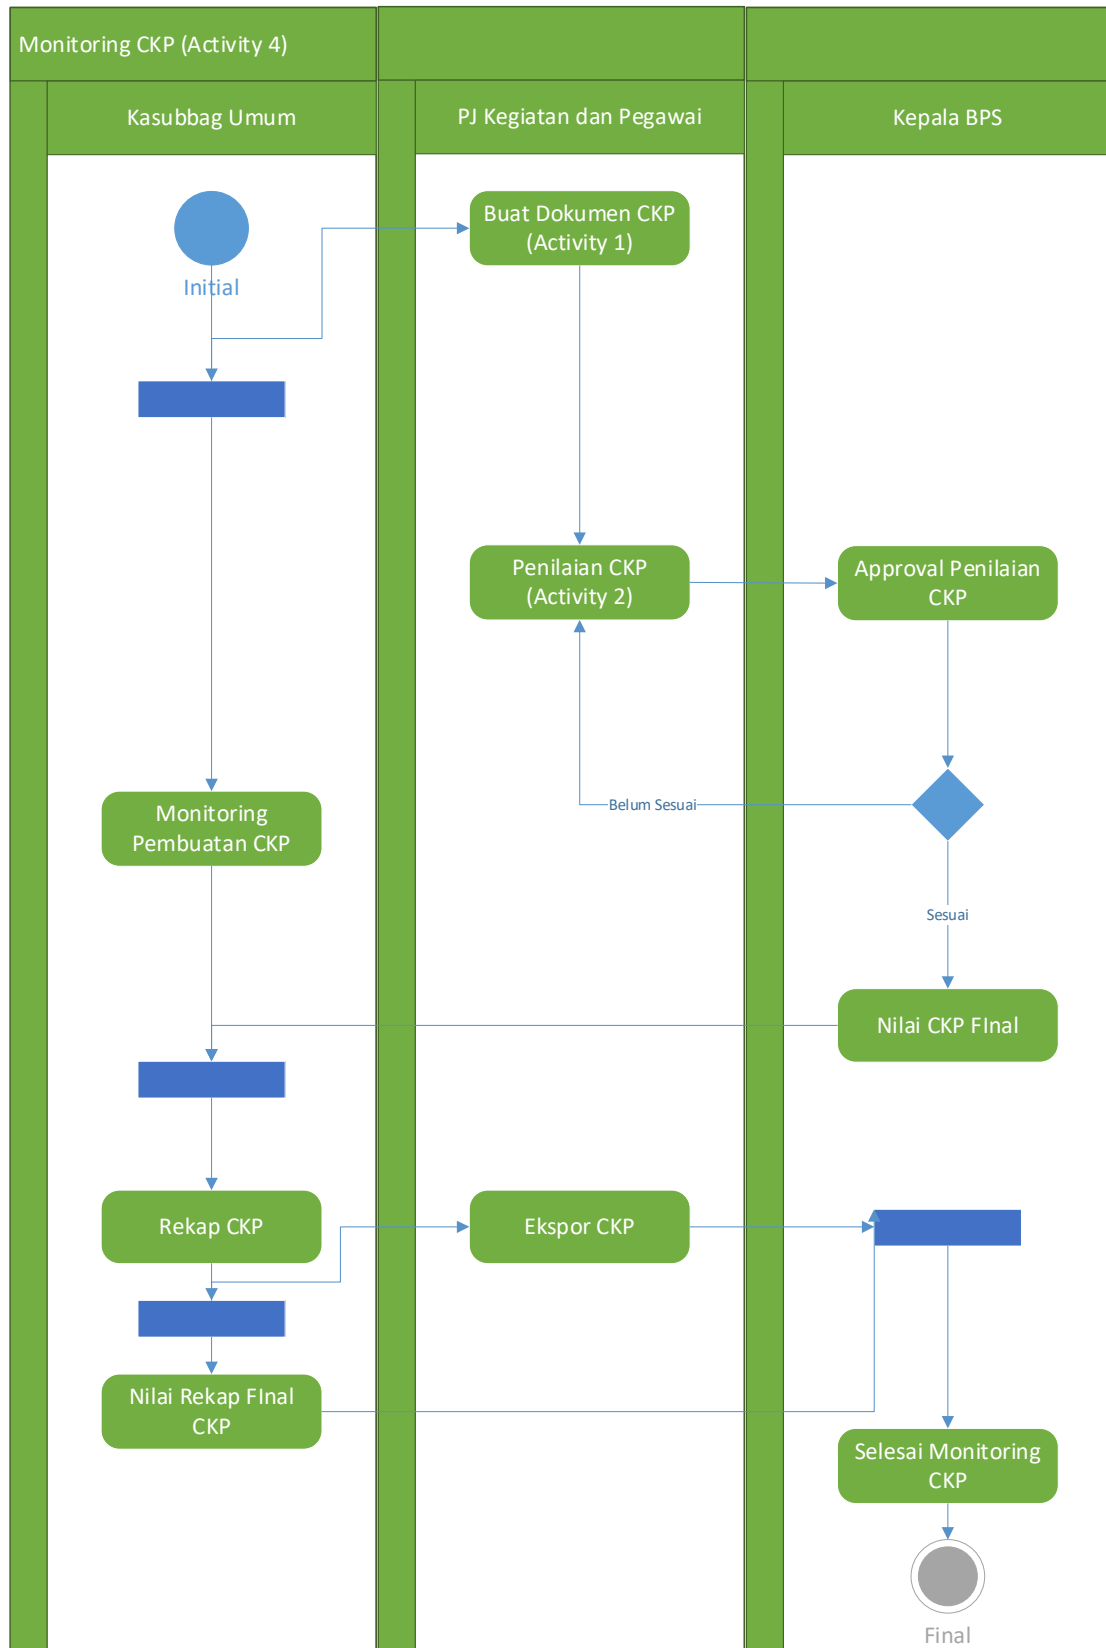 Monitoring CKP (Activity 4)
Kasubbag Umum
PJ Kegiatan dan Pegawai
Kepala BPS
Initial
Buat Dokumen CKP
(Activity 1)
Penilaian CKP
(Activity 2)
Approval Penilaian
CKP
Monitoring
Pembuatan CKP
Belum Sesuai
Sesuai
Nilai CKP FInal
Rekap CKP
Ekspor CKP
Nilai Rekap FInal
CKP
Selesai Monitoring
CKP
Final